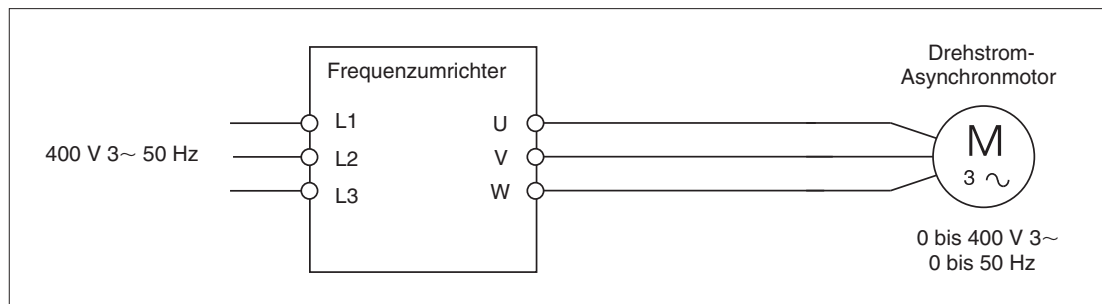 Drehstrom-
Asynchronmotor
Frequenzumrichter
L1
U
400 V 3~ 50 Hz
L2
V
L3
W
M
3 ~
0 bis 400 V 3~
0 bis 50 Hz